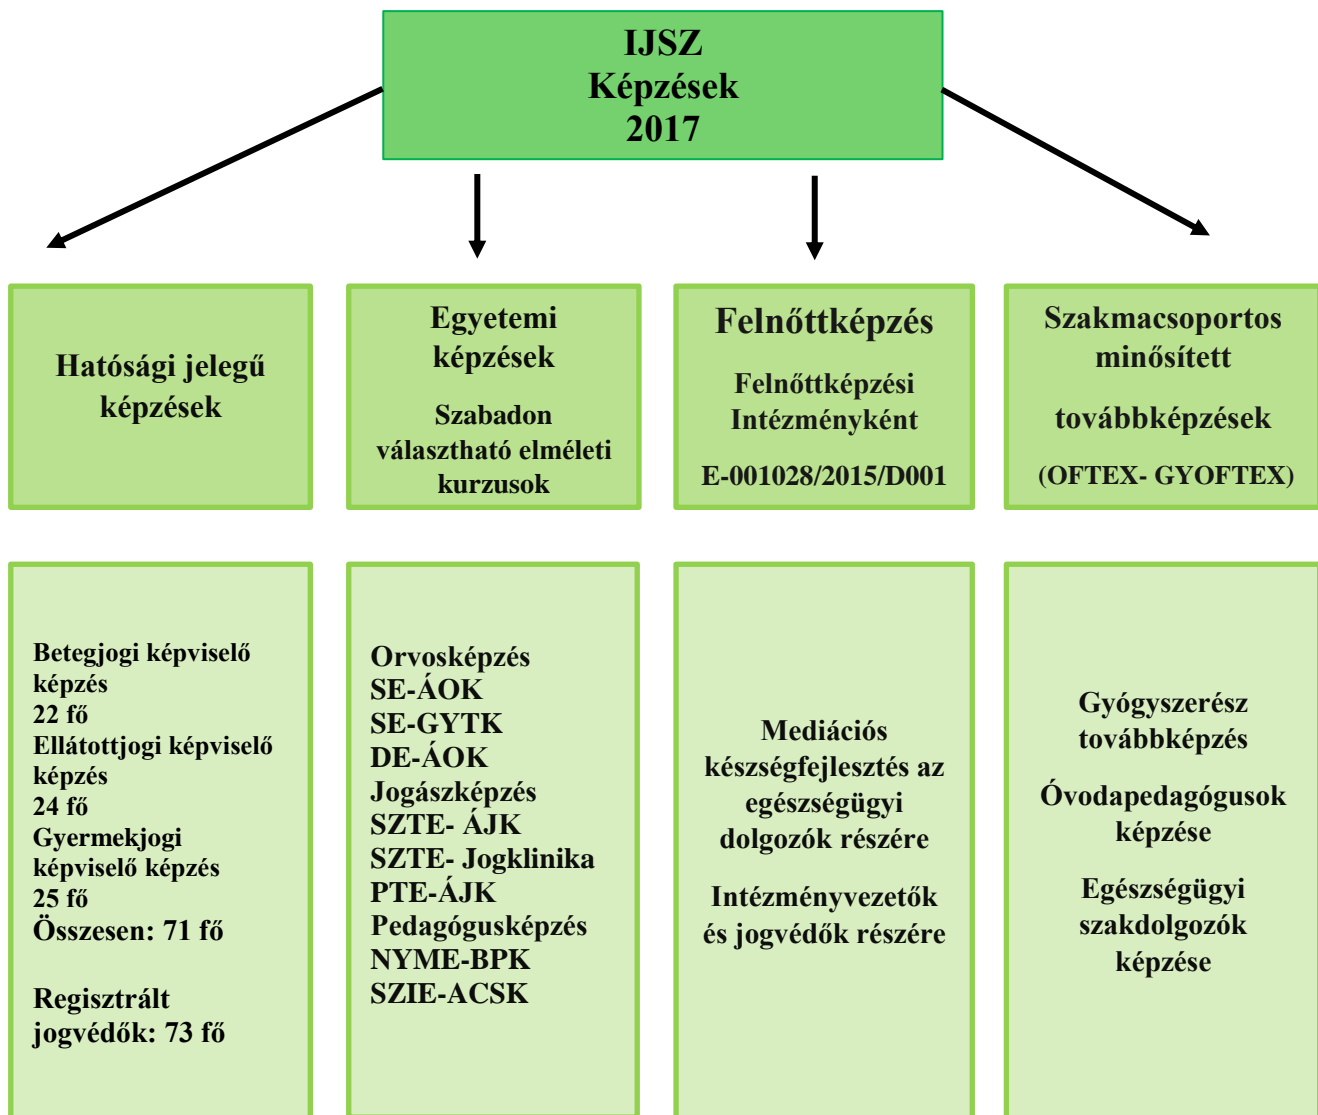 IJSZ
Képzések
2017
Hatósági jelegű
képzések
Egyetemi
képzések
Szabadon
választható elméleti
kurzusok
Felnőttképzés
Felnőttképzési
Intézményként
E-001028/2015/D001
Szakmacsoportos
minősített
továbbképzések
(OFTEX- GYOFTEX)
Betegjogi képviselő
képzés
22 fő
Ellátottjogi képviselő
képzés
24 fő
Gyermekjogi
képviselő képzés
25 fő
Összesen: 71 fő
Regisztrált
jogvédők: 73 fő
Orvosképzés
SE-ÁOK
SE-GYTK
DE-ÁOK
Jogászképzés
SZTE- ÁJK
SZTE- Jogklinika
PTE-ÁJK
Pedagógusképzés
NYME-BPK
SZIE-ACSK
Mediációs
készségfejlesztés az
egészségügyi
dolgozók részére
Intézményvezetők
és jogvédők részére
Gyógyszerész
továbbképzés
Óvodapedagógusok
képzése
Egészségügyi
szakdolgozók
képzése